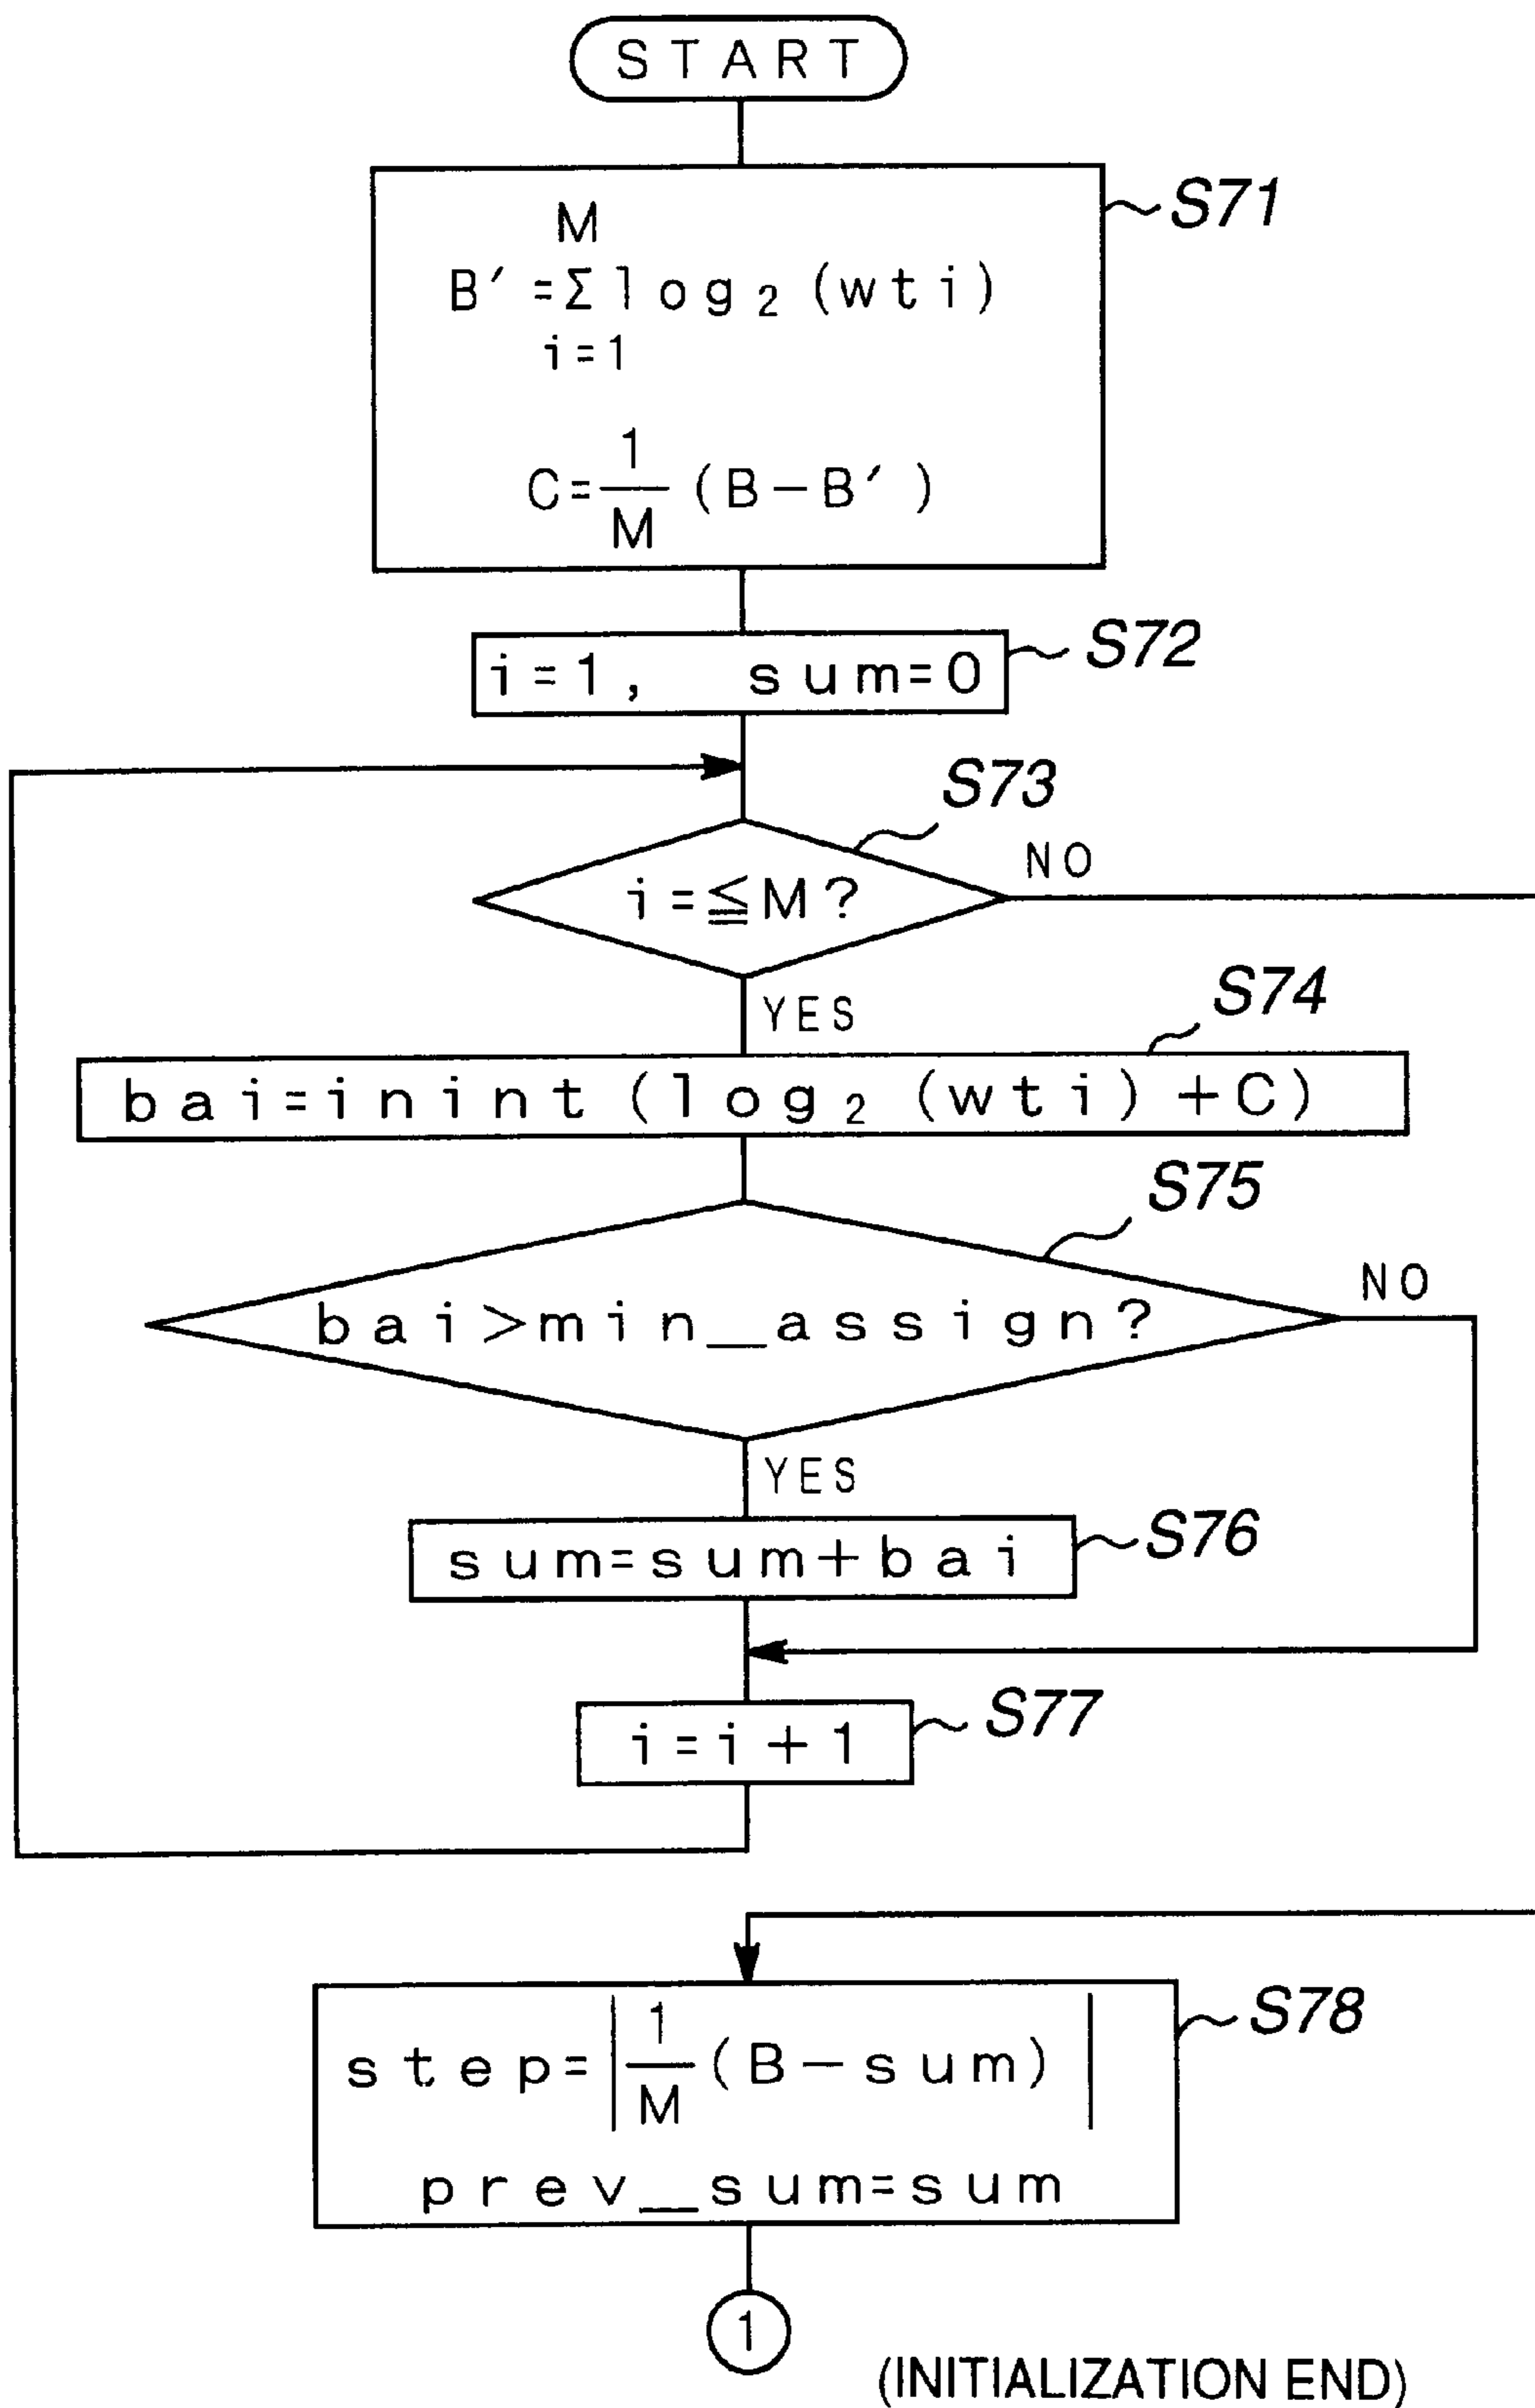 START
S71
M
B′=Σlog₂(wti)
i=1
1
C=—(B−B′)
M
S72
i=1, sum=0
S73
NO
i=≦M?
YES
S74
bai=inint(log₂(wti)+C)
S75
NO
bai>min_assign?
YES
S76
sum=sum+bai
S77
i=i+1
S78
1
step=|—(B−sum)|
M
prev_sum=sum
1
(INITIALIZATION END)